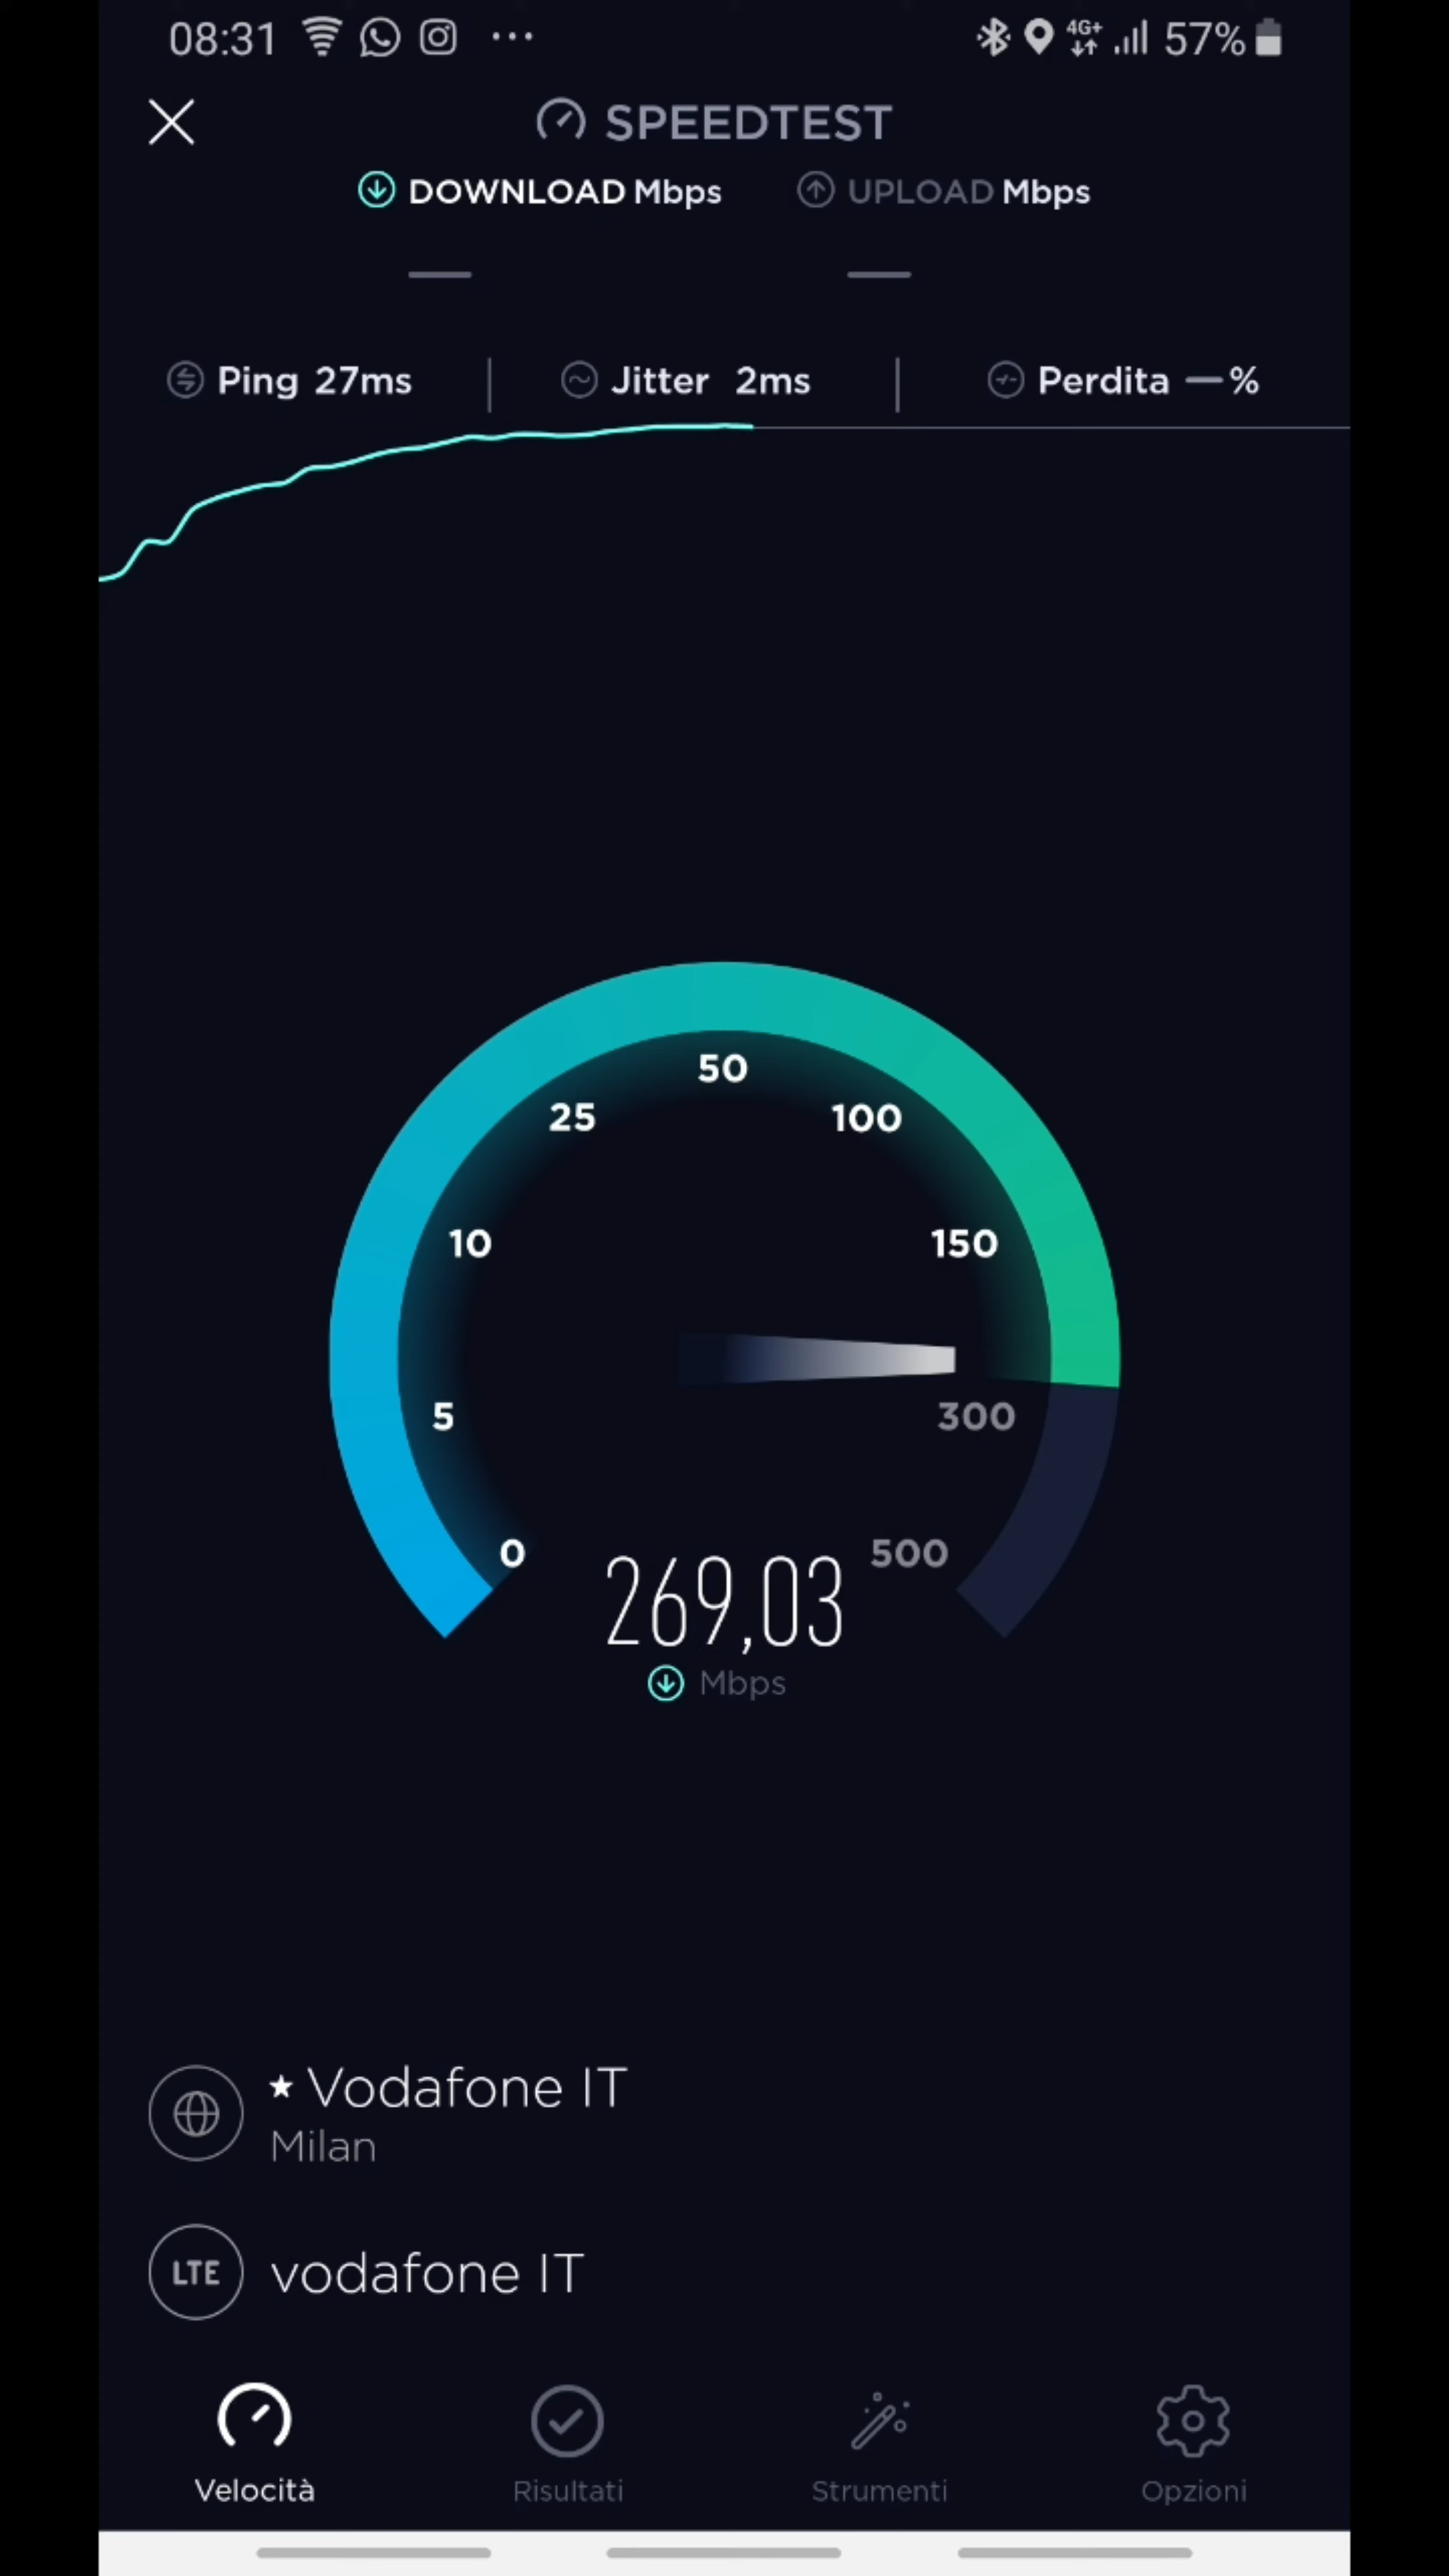 08:31 4G+ 57%
SPEEDTEST
DOWNLOAD Mbps UPLOAD Mbps
— —
Ping 27ms Jitter 2ms Perdita —%
50
25 100
10 150
5 300
0 500
269,03
Mbps
★ Vodafone IT
Milan
LTE vodafone IT
Velocità Risultati Strumenti Opzioni